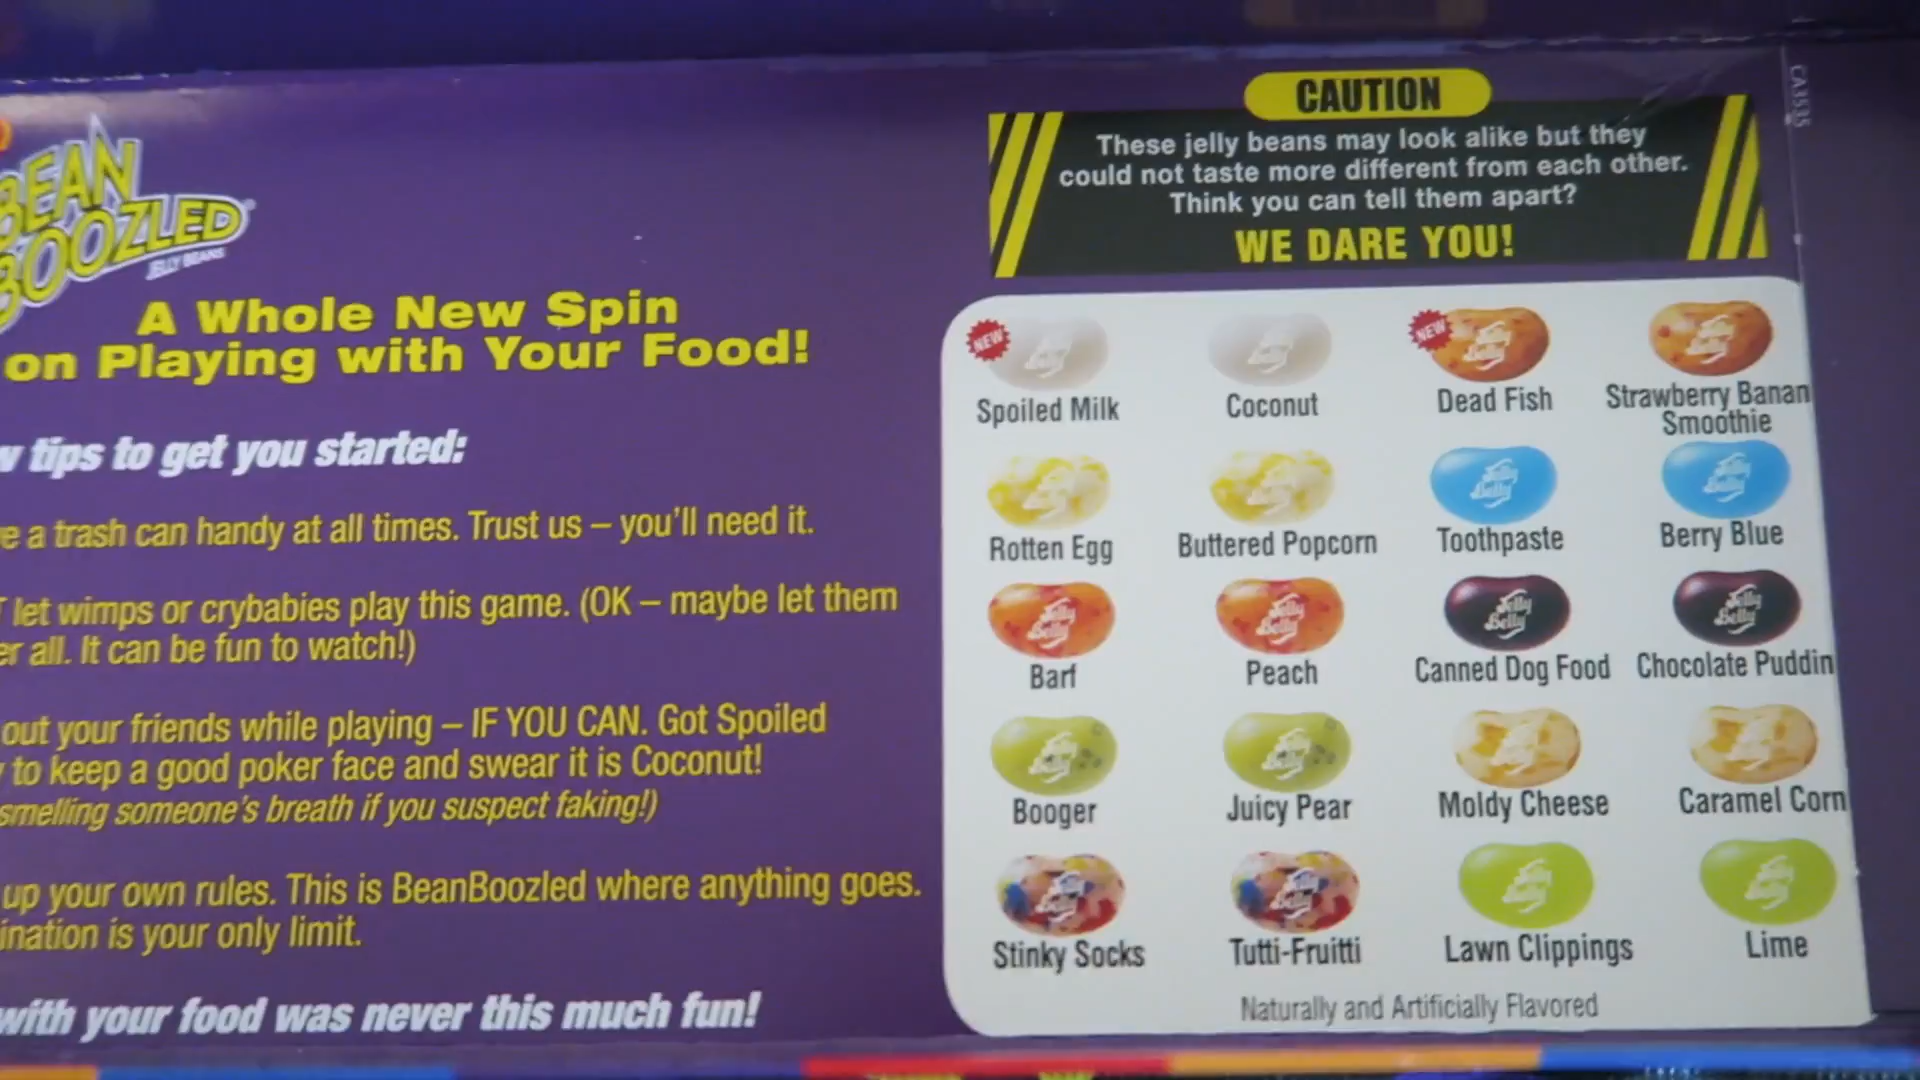 BEAN
BOOZLED
JELLY BEANS
A Whole New Spin
on Playing with Your Food!
tips to get you started:
a trash can handy at all times. Trust us – you'll need it.
let wimps or crybabies play this game. (OK – maybe let them
all. It can be fun to watch!)
out your friends while playing – IF YOU CAN. Got Spoiled
to keep a good poker face and swear it is Coconut!
smelling someone's breath if you suspect faking!)
up your own rules. This is BeanBoozled where anything goes.
ination is your only limit.
with your food was never this much fun!
CAUTION
These jelly beans may look alike but they
could not taste more different from each other.
Think you can tell them apart?
WE DARE YOU!
CA3535
NEW NEW
Spoiled Milk Coconut Dead Fish Strawberry Banan
Smoothie
Rotten Egg Buttered Popcorn Toothpaste Berry Blue
Barf Peach Canned Dog Food Chocolate Puddin
Booger Juicy Pear Moldy Cheese Caramel Corn
Stinky Socks Tutti-Fruitti Lawn Clippings Lime
Naturally and Artificially Flavored